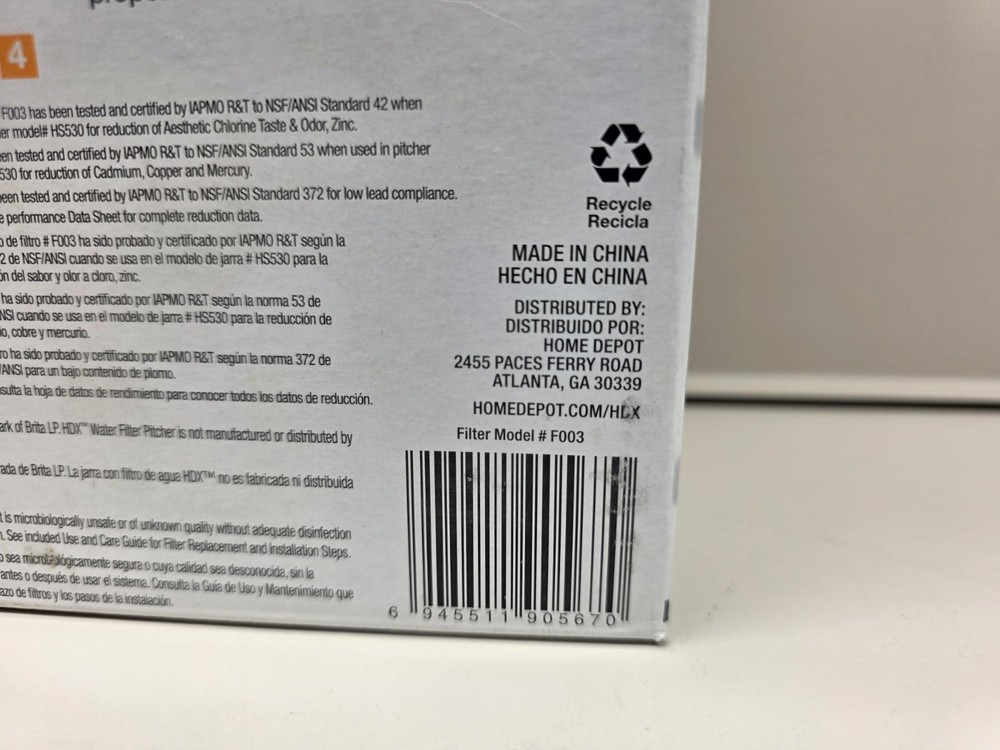 4
F003 has been tested and certified by IAPMO R&T to NSF/ANSI Standard 42 when
er model# HS530 for reduction of Aesthetic Chlorine Taste & Odor, Zinc.
en tested and certified by IAPMO R&T to NSF/ANSI Standard 53 when used in pitcher
530 for reduction of Cadmium, Copper and Mercury.
been tested and certified by IAPMO R&T to NSF/ANSI Standard 372 for low lead compliance.
e performance Data Sheet for complete reduction data.
o de filtro # F003 ha sido probado y certificado por IAPMO R&T según la
2 de NSF/ANSI cuando se usa en el modelo de jarra # HS530 para la
ón del sabor y olor a cloro, zinc.
ha sido probado y certificado por IAPMO R&T según la norma 53 de
NSI cuando se usa en el modelo de jarra # HS530 para la reducción de
io, cobre y mercurio.
ro ha sido probado y certificado por IAPMO R&T según la norma 372 de
/ANSI para un bajo contenido de plomo.
sulta la hoja de datos de rendimiento para conocer todos los datos de reducción.
ark of Brita LP. HDX™ Water Filter Pitcher is not manufactured or distributed by
ada de Brita LP. La jarra con filtro de agua HDX™ no es fabricada ni distribuida
t is microbiologically unsafe or of unknown quality without adequate disinfection
n. See included Use and Care Guide for Filter Replacement and Installation Steps.
o sea microbiológicamente segura o cuya calidad sea desconocida, sin la
antes o después de usar el sistema. Consulta la Guía de Uso y Mantenimiento que
azo de filtros y los pasos de la instalación.
Recycle
Recicla
MADE IN CHINA
HECHO EN CHINA
DISTRIBUTED BY:
DISTRIBUIDO POR:
HOME DEPOT
2455 PACES FERRY ROAD
ATLANTA, GA 30339
HOMEDEPOT.COM/HDX
Filter Model # F003
6 945511 905670